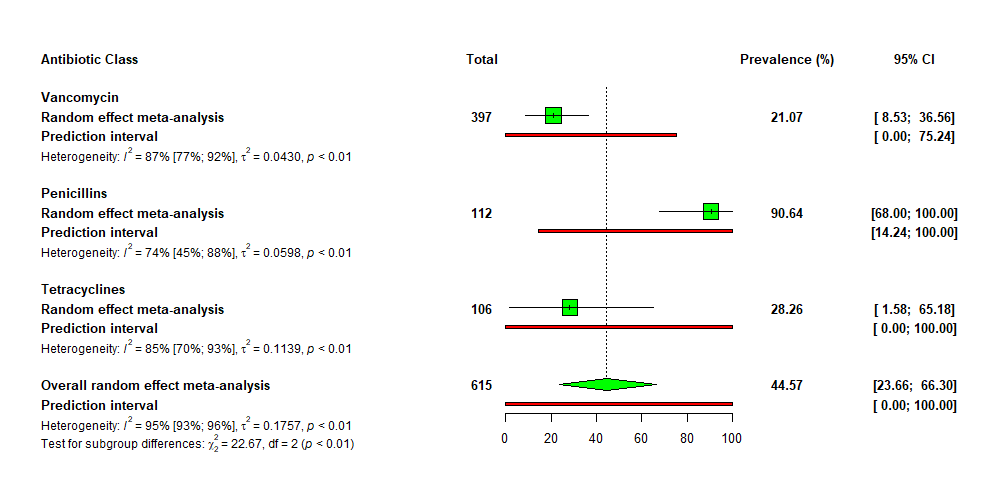 Antibiotic Class Total Prevalence (%) 95% CI
Vancomycin
Random effect meta-analysis 397 21.07 [ 8.53; 36.56]
Prediction interval [ 0.00; 75.24]
Heterogeneity: I² = 87% [77%; 92%], τ² = 0.0430, p < 0.01
Penicillins
Random effect meta-analysis 112 90.64 [68.00; 100.00]
Prediction interval [14.24; 100.00]
Heterogeneity: I² = 74% [45%; 88%], τ² = 0.0598, p < 0.01
Tetracyclines
Random effect meta-analysis 106 28.26 [ 1.58; 65.18]
Prediction interval [ 0.00; 100.00]
Heterogeneity: I² = 85% [70%; 93%], τ² = 0.1139, p < 0.01
Overall random effect meta-analysis 615 44.57 [23.66; 66.30]
Prediction interval [ 0.00; 100.00]
Heterogeneity: I² = 95% [93%; 96%], τ² = 0.1757, p < 0.01
Test for subgroup differences: χ²₂ = 22.67, df = 2 (p < 0.01)
0 20 40 60 80 100